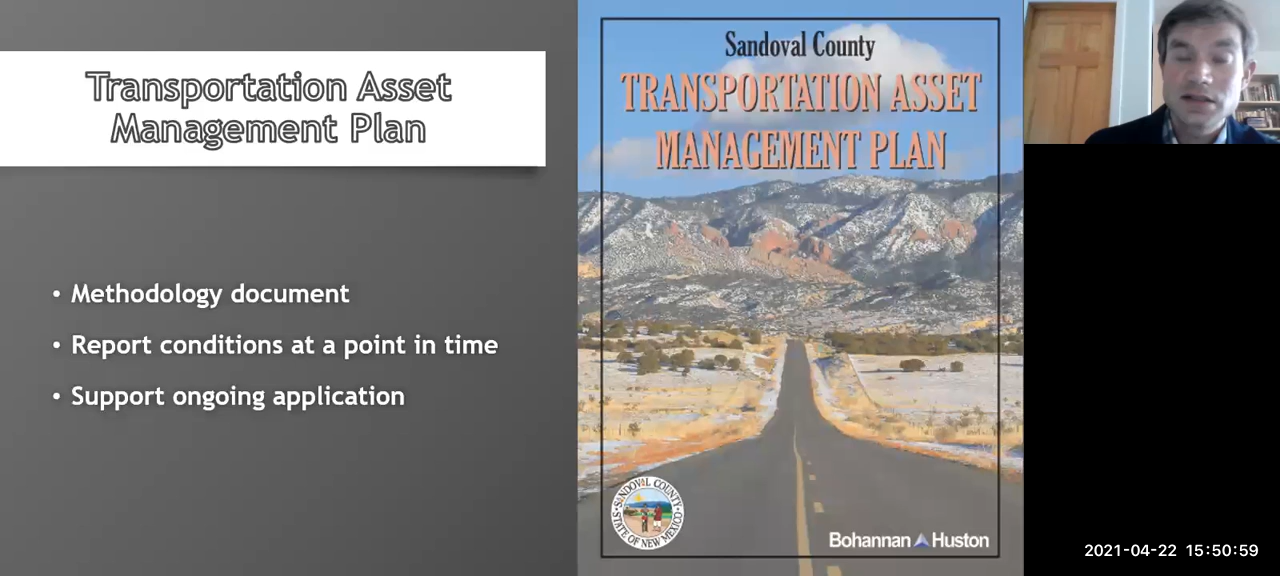 Transportation Asset
Management Plan
• Methodology document
• Report conditions at a point in time
• Support ongoing application
Sandoval County
TRANSPORTATION ASSET
MANAGEMENT PLAN
SANDOVAL COUNTY
STATE OF NEW MEXICO
Bohannan Huston
2021-04-22 15:50:59